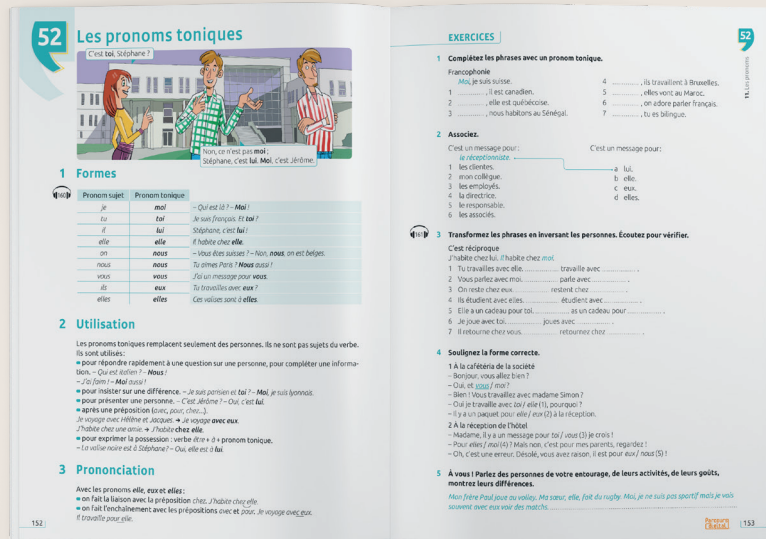 52
Les pronoms toniques
C'est toi, Stéphane ?
Non, ce n'est pas moi ;
Stéphane, c'est lui. Moi, c'est Jérôme.
1 Formes
160
Pronom sujet Pronom tonique
je moi – Qui est là ? – Moi !
tu toi Je suis français. Et toi ?
il lui Stéphane, c'est lui !
elle elle Il habite chez elle.
on nous – Vous êtes suisses ? – Non, nous, on est belges.
nous nous Tu aimes Paris ? Nous aussi !
vous vous J'ai un message pour vous.
ils eux Tu travailles avec eux ?
elles elles Ces valises sont à elles.
2 Utilisation
Les pronoms toniques remplacent seulement des personnes. Ils ne sont pas sujets du verbe.
Ils sont utilisés :
• pour répondre rapidement à une question sur une personne, pour compléter une informa-
tion. – Qui est italien ? – Nous !
– J'ai faim ! – Moi aussi !
• pour insister sur une différence. – Je suis parisien et toi ? – Moi, je suis lyonnais.
• pour présenter une personne. – C'est Jérôme ? – Oui, c'est lui.
• après une préposition (avec, pour, chez...).
Je voyage avec Hélène et Jacques. → Je voyage avec eux.
J'habite chez une amie. → J'habite chez elle.
• pour exprimer la possession : verbe être + à + pronom tonique.
– La valise noire est à Stéphane ? – Oui, elle est à lui.
3 Prononciation
Avec les pronoms elle, eux et elles :
• on fait la liaison avec la préposition chez. J'habite chez elle.
• on fait l'enchaînement avec les prépositions avec et pour. Je voyage avec eux.
Il travaille pour elle.
152
EXERCICES
52
11. Les pronoms
1 Complétez les phrases avec un pronom tonique.
Francophonie
Moi, je suis suisse.
1 ............, il est canadien.
2 ............, elle est québécoise.
3 ............, nous habitons au Sénégal.
4 ............, ils travaillent à Bruxelles.
5 ............, elles vont au Maroc.
6 ............, on adore parler français.
7 ............, tu es bilingue.
2 Associez.
C'est un message pour : C'est un message pour :
le réceptionniste. a lui.
1 les clientes. b elle.
2 mon collègue. c eux.
3 les employés. d elles.
4 la directrice.
5 le responsable.
6 les associés.
161
3 Transformez les phrases en inversant les personnes. Écoutez pour vérifier.
C'est réciproque
J'habite chez lui. Il habite chez moi.
1 Tu travailles avec elle. ............ travaille avec ............ .
2 Vous parlez avec moi. ............ parle avec ............ .
3 On reste chez eux. ............ restent chez ............ .
4 Ils étudient avec elles. ............ étudient avec ............ .
5 Elle a un cadeau pour toi. ............ as un cadeau pour ............ .
6 Je joue avec toi. ............ joues avec ............ .
7 Il retourne chez vous. ............ retournez chez ............ .
4 Soulignez la forme correcte.
1 À la cafétéria de la société
– Bonjour, vous allez bien ?
– Oui, et vous / moi ?
– Bien ! Vous travaillez avec madame Simon ?
– Oui je travaille avec toi / elle (1), pourquoi ?
– Il y a un paquet pour elle / eux (2) à la réception.
2 À la réception de l'hôtel
– Madame, il y a un message pour toi / vous (3) je crois !
– Pour elles / moi (4) ? Mais non, c'est pour mes parents, regardez !
– Oh, c'est une erreur. Désolé, vous avez raison, il est pour eux / nous (5) !
5 À vous ! Parlez des personnes de votre entourage, de leurs activités, de leurs goûts,
montrez leurs différences.
Mon frère Paul joue au volley. Ma sœur, elle, fait du rugby. Moi, je ne suis pas sportif mais je vais
souvent avec eux voir des matchs.
Parcours
digital
153